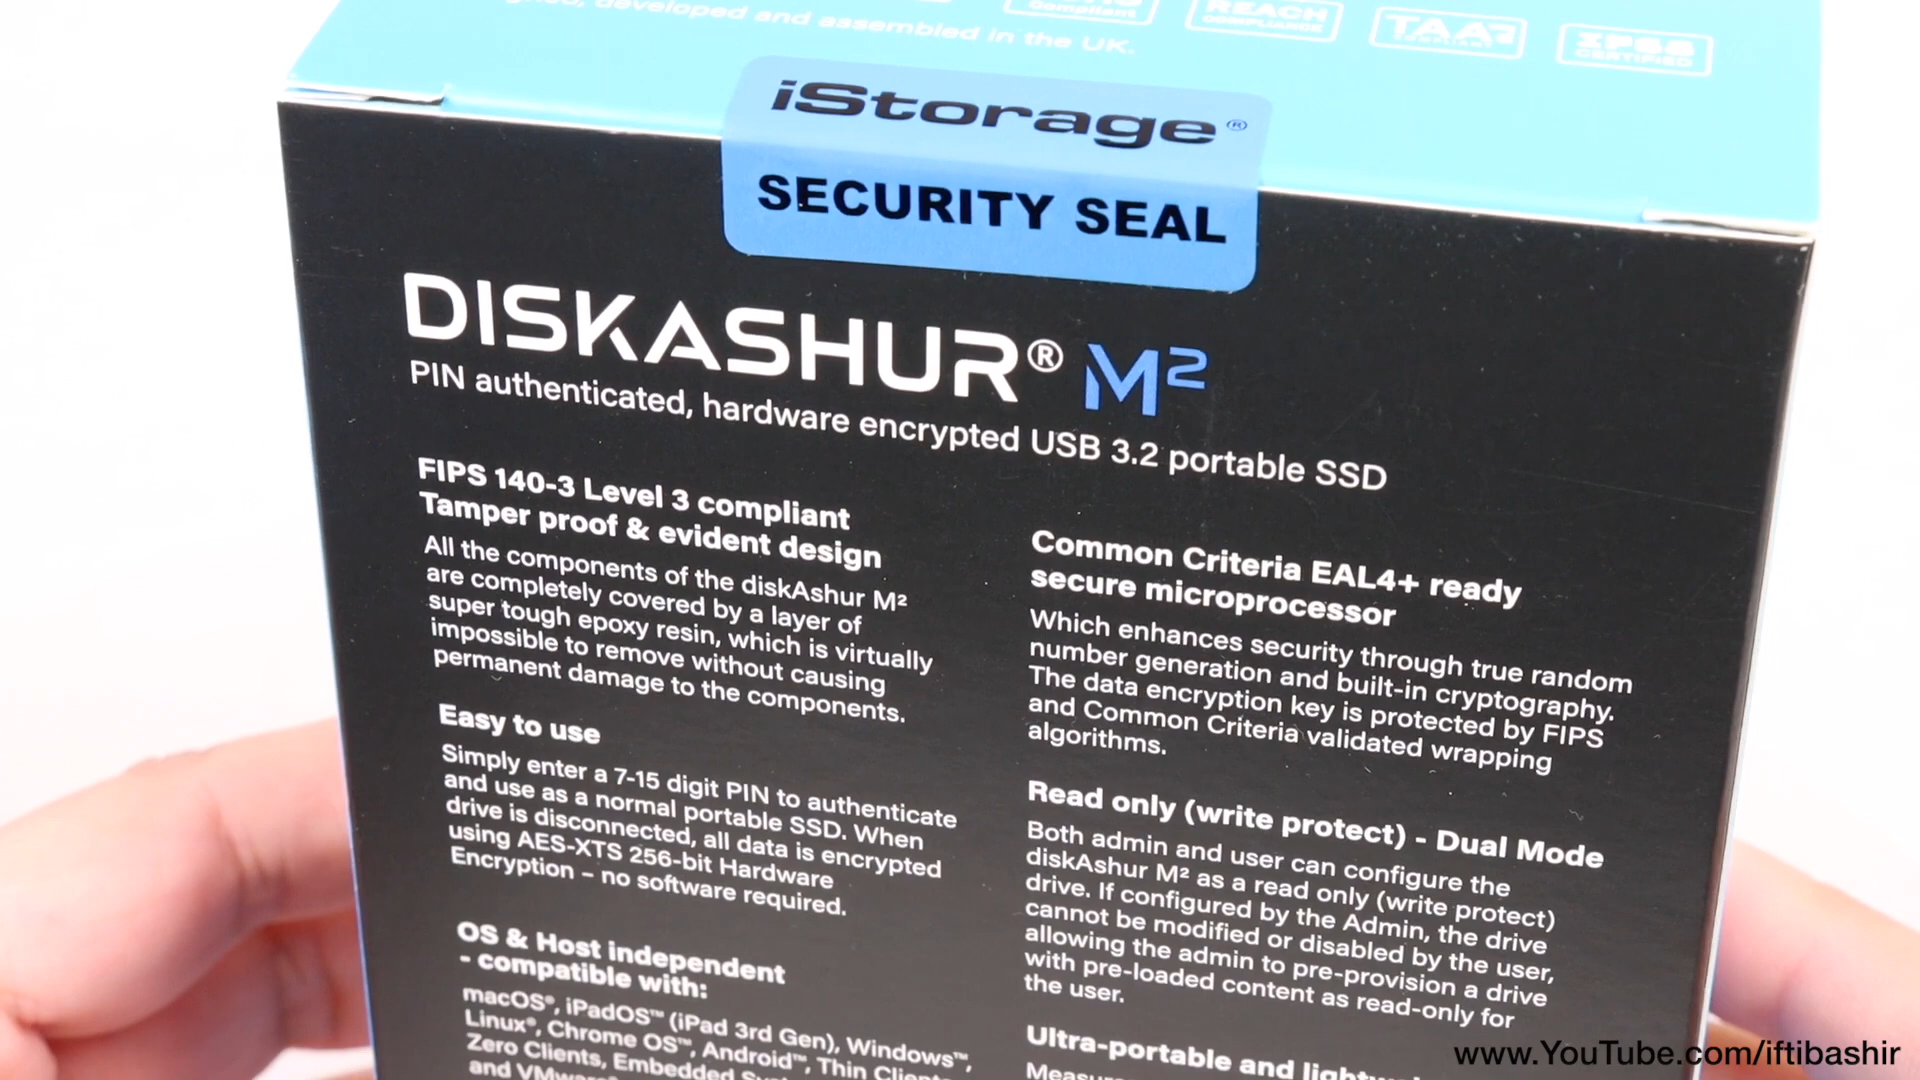 developed and assembled in the UK.
Compliant
REACH
COMPLIANCE
TAA
IP68
CERTIFIED
iStorage®
SECURITY SEAL
DISKASHUR® M²
PIN authenticated, hardware encrypted USB 3.2 portable SSD
FIPS 140-3 Level 3 compliant
Tamper proof & evident design
All the components of the diskAshur M²
are completely covered by a layer of
super tough epoxy resin, which is virtually
impossible to remove without causing
permanent damage to the components.
Easy to use
Simply enter a 7-15 digit PIN to authenticate
and use as a normal portable SSD. When
drive is disconnected, all data is encrypted
using AES-XTS 256-bit Hardware
Encryption – no software required.
OS & Host independent
- compatible with:
macOS®, iPadOS™ (iPad 3rd Gen), Windows™,
Linux®, Chrome OS™, Android™, Thin Clients,
Zero Clients, Embedded
and VMware®
Common Criteria EAL4+ ready
secure microprocessor
Which enhances security through true random
number generation and built-in cryptography.
The data encryption key is protected by FIPS
and Common Criteria validated wrapping
algorithms.
Read only (write protect) - Dual Mode
Both admin and user can configure the
diskAshur M² as a read only (write protect)
drive. If configured by the Admin, the drive
cannot be modified or disabled by the user,
allowing the admin to pre-provision a drive
with pre-loaded content as read-only for
the user.
Ultra-portable and
www.YouTube.com/iftibashir